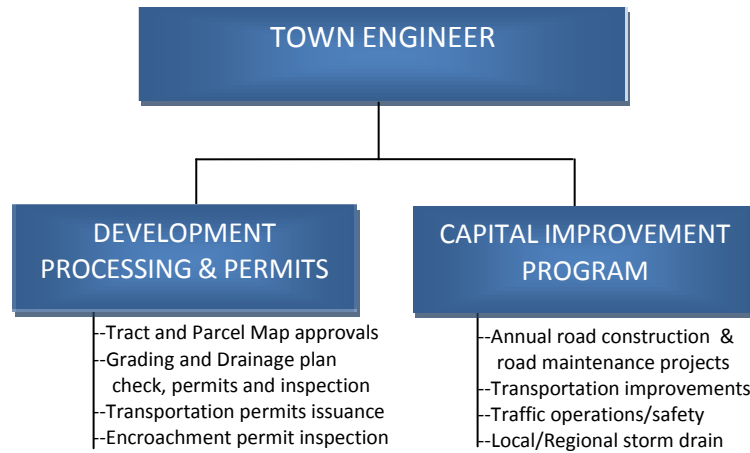 TOWN ENGINEER
DEVELOPMENT
PROCESSING & PERMITS
--Tract and Parcel Map approvals
--Grading and Drainage plan
check, permits and inspection
--Transportation permits issuance
--Encroachment permit inspection
CAPITAL IMPROVEMENT
PROGRAM
--Annual road construction &
road maintenance projects
--Transportation improvements
--Traffic operations/safety
--Local/Regional storm drain